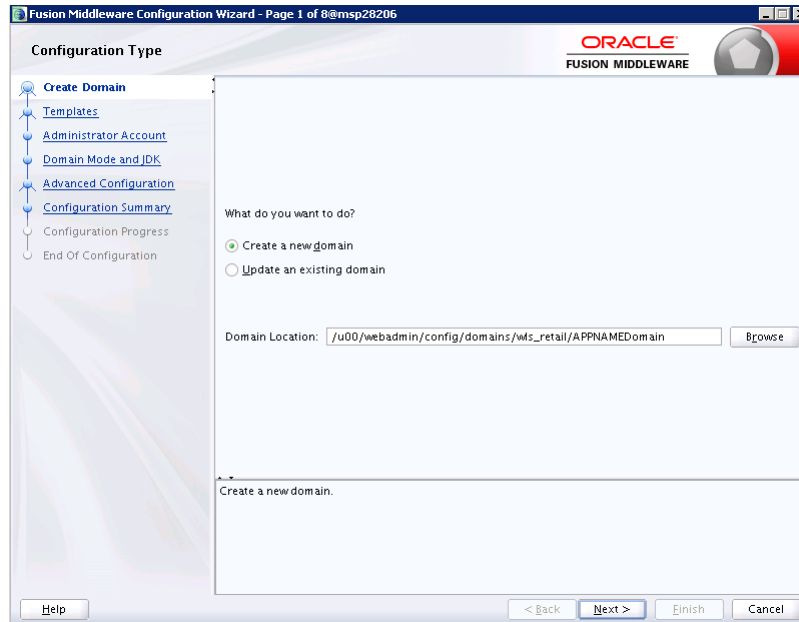 Fusion Middleware Configuration Wizard - Page 1 of 8@msp28206
Configuration Type
ORACLE
FUSION MIDDLEWARE
Create Domain
Templates
Administrator Account
Domain Mode and JDK
Advanced Configuration
Configuration Summary
Configuration Progress
End Of Configuration
What do you want to do?
Create a new domain
Update an existing domain
Domain Location: /u00/webadmin/config/domains/wls_retail/APPNAMEDomain Browse
Create a new domain.
Help < Back Next > Finish Cancel